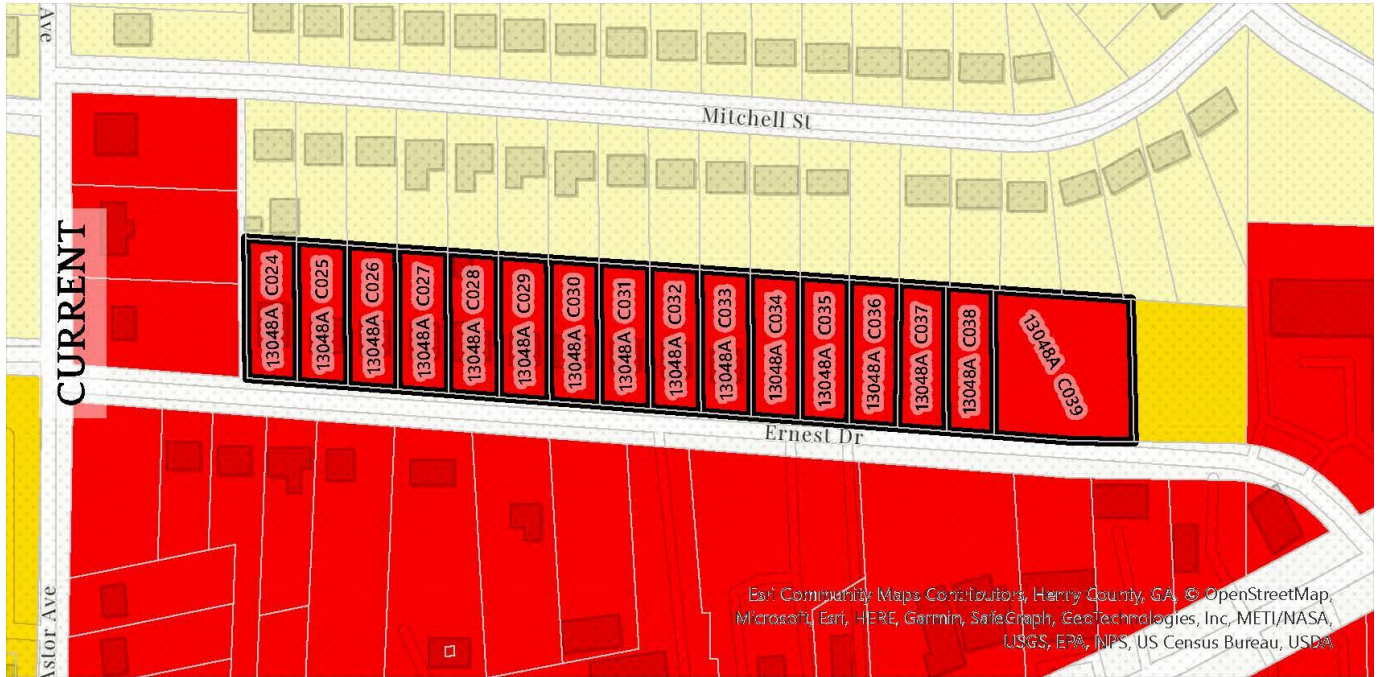 Ave
Mitchell St
CURRENT
13048A C024
13048A C025
13048A C026
13048A C027
13048A C028
13048A C029
13048A C030
13048A C031
13048A C032
13048A C033
13048A C034
13048A C035
13048A C036
13048A C037
13048A C038
13048A C039
Ernest Dr
Astor Ave
Esri Community Maps Contributors, Henry County, GA, © OpenStreetMap,
Microsoft, Esri, HERE, Garmin, SafeGraph, GeoTechnologies, Inc, METI/NASA,
USGS, EPA, NPS, US Census Bureau, USDA